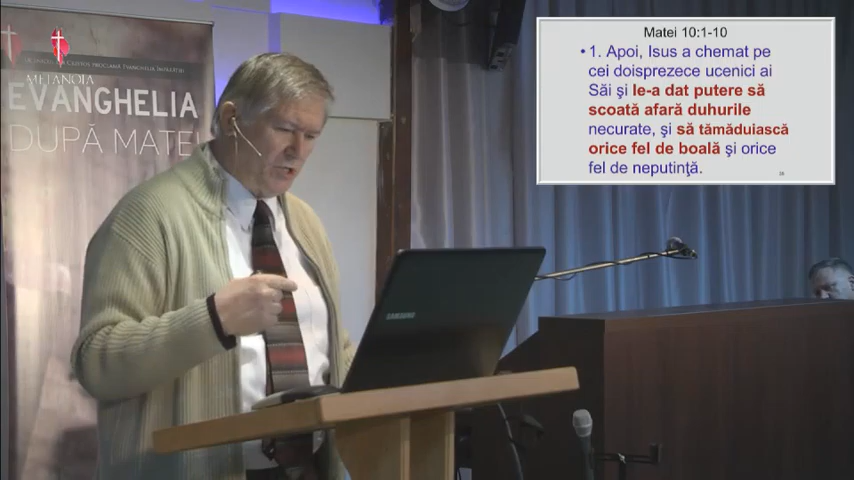 METANOIA
EVANGHELIA
DUPĂ MATEI
SAMSUNG
Matei 10:1-10
• 1. Apoi, Isus a chemat pe
cei doisprezece ucenici ai
Săi şi le-a dat putere să
scoată afară duhurile
necurate, şi să tămăduiască
orice fel de boală şi orice
fel de neputinţă.